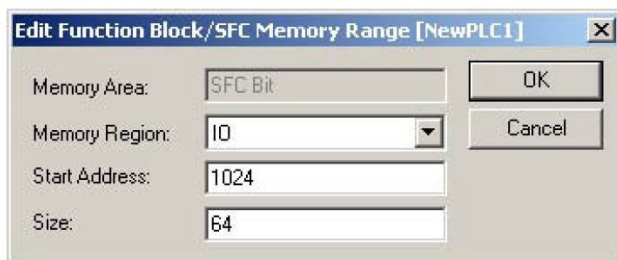 Edit Function Block/SFC Memory Range [NewPLC1]
Memory Area: SFC Bit
OK
Memory Region: IO
Cancel
Start Address: 1024
Size: 64